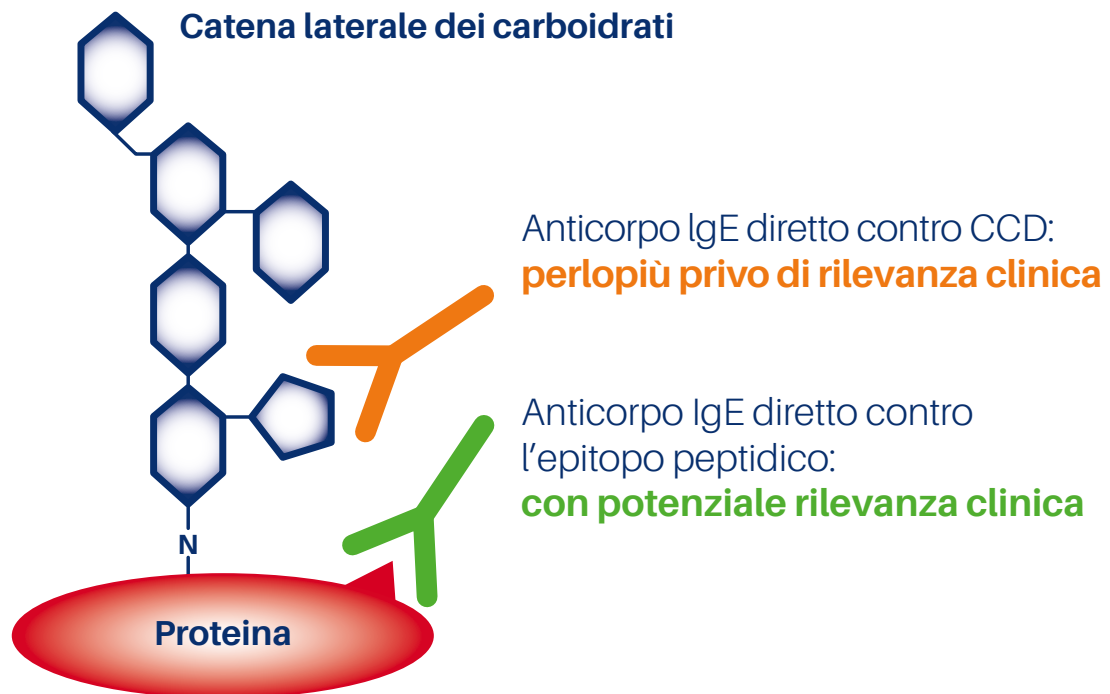 Catena laterale dei carboidrati
Anticorpo lgE diretto contro CCD:
perlopiù privo di rilevanza clinica
Anticorpo IgE diretto contro
l’epitopo peptidico:
con potenziale rilevanza clinica
N
Proteina